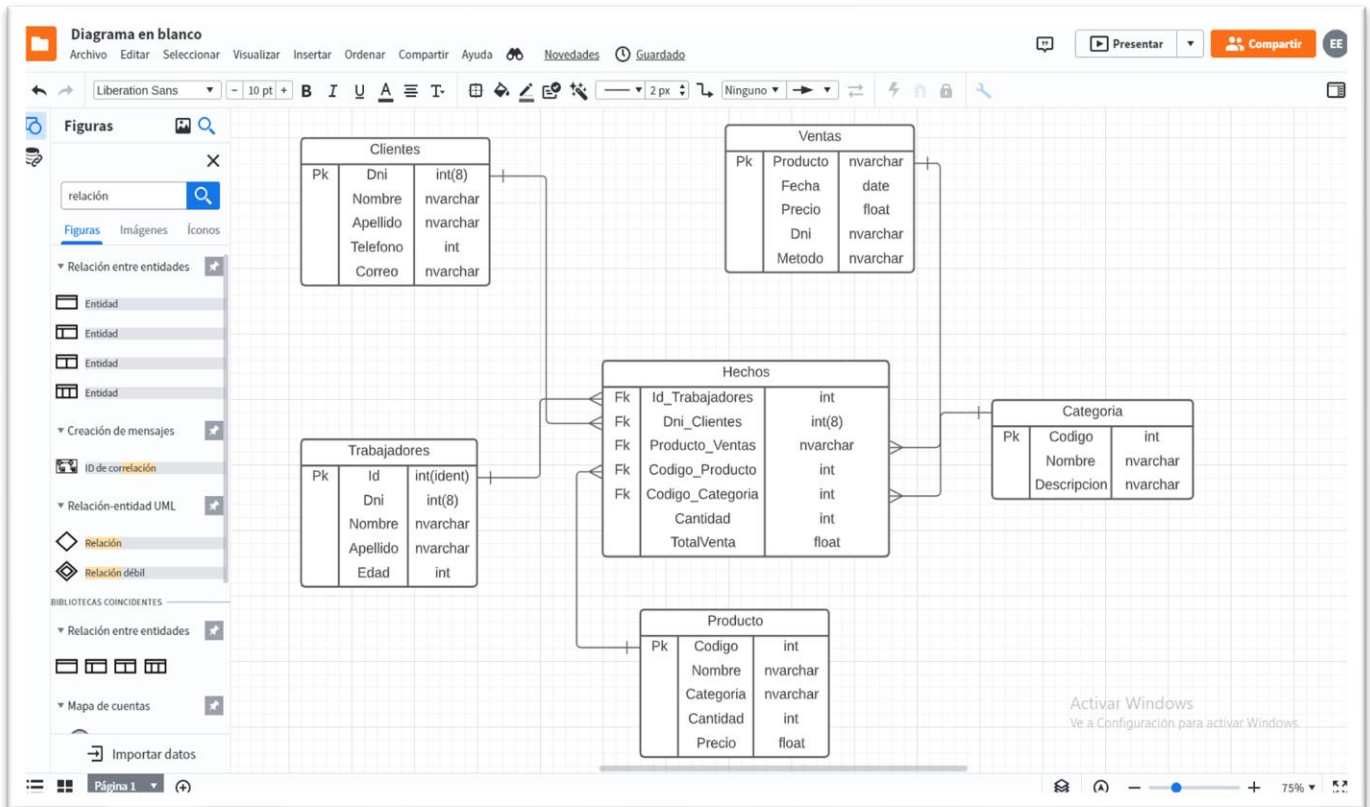 Diagrama en blanco
Archivo Editar Seleccionar Visualizar Insertar Ordenar Compartir Ayuda Novedades Guardado
Presentar Compartir EE
Liberation Sans - 10 pt + B I U A T 2 px Ninguno
Figuras
relación
Figuras Imágenes Íconos
Relación entre entidades
Entidad
Entidad
Entidad
Entidad
Creación de mensajes
ID de correlación
Relación-entidad UML
Relación
Relación débil
BIBLIOTECAS COINCIDENTES
Relación entre entidades
Mapa de cuentas
Importar datos
Clientes
Pk Dni int(8)
Nombre nvarchar
Apellido nvarchar
Telefono int
Correo nvarchar
Ventas
Pk Producto nvarchar
Fecha date
Precio float
Dni nvarchar
Metodo nvarchar
Hechos
Fk Id_Trabajadores int
Fk Dni_Clientes int(8)
Fk Producto_Ventas nvarchar
Fk Codigo_Producto int
Fk Codigo_Categoria int
Cantidad int
TotalVenta float
Categoria
Pk Codigo int
Nombre nvarchar
Descripcion nvarchar
Trabajadores
Pk Id int(ident)
Dni int(8)
Nombre nvarchar
Apellido nvarchar
Edad int
Producto
Pk Codigo int
Nombre nvarchar
Categoria nvarchar
Cantidad int
Precio float
Activar Windows
Ve a Configuración para activar Windows.
Página 1
75%